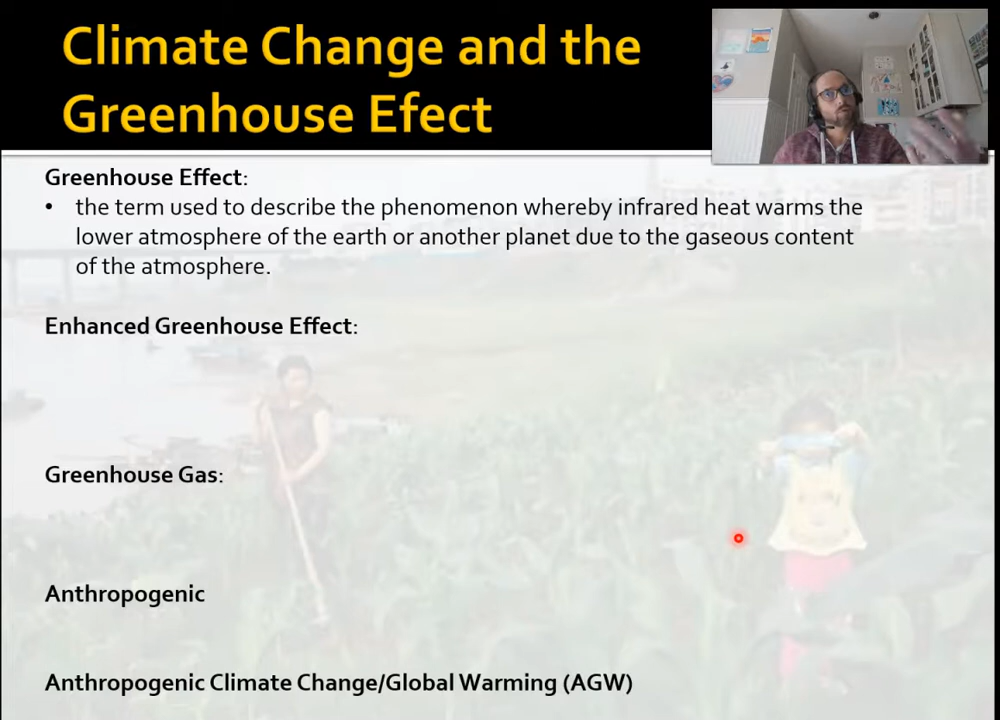 Climate Change and the
Greenhouse Efect
Greenhouse Effect:
• the term used to describe the phenomenon whereby infrared heat warms the
lower atmosphere of the earth or another planet due to the gaseous content
of the atmosphere.
Enhanced Greenhouse Effect:
Greenhouse Gas:
Anthropogenic
Anthropogenic Climate Change/Global Warming (AGW)